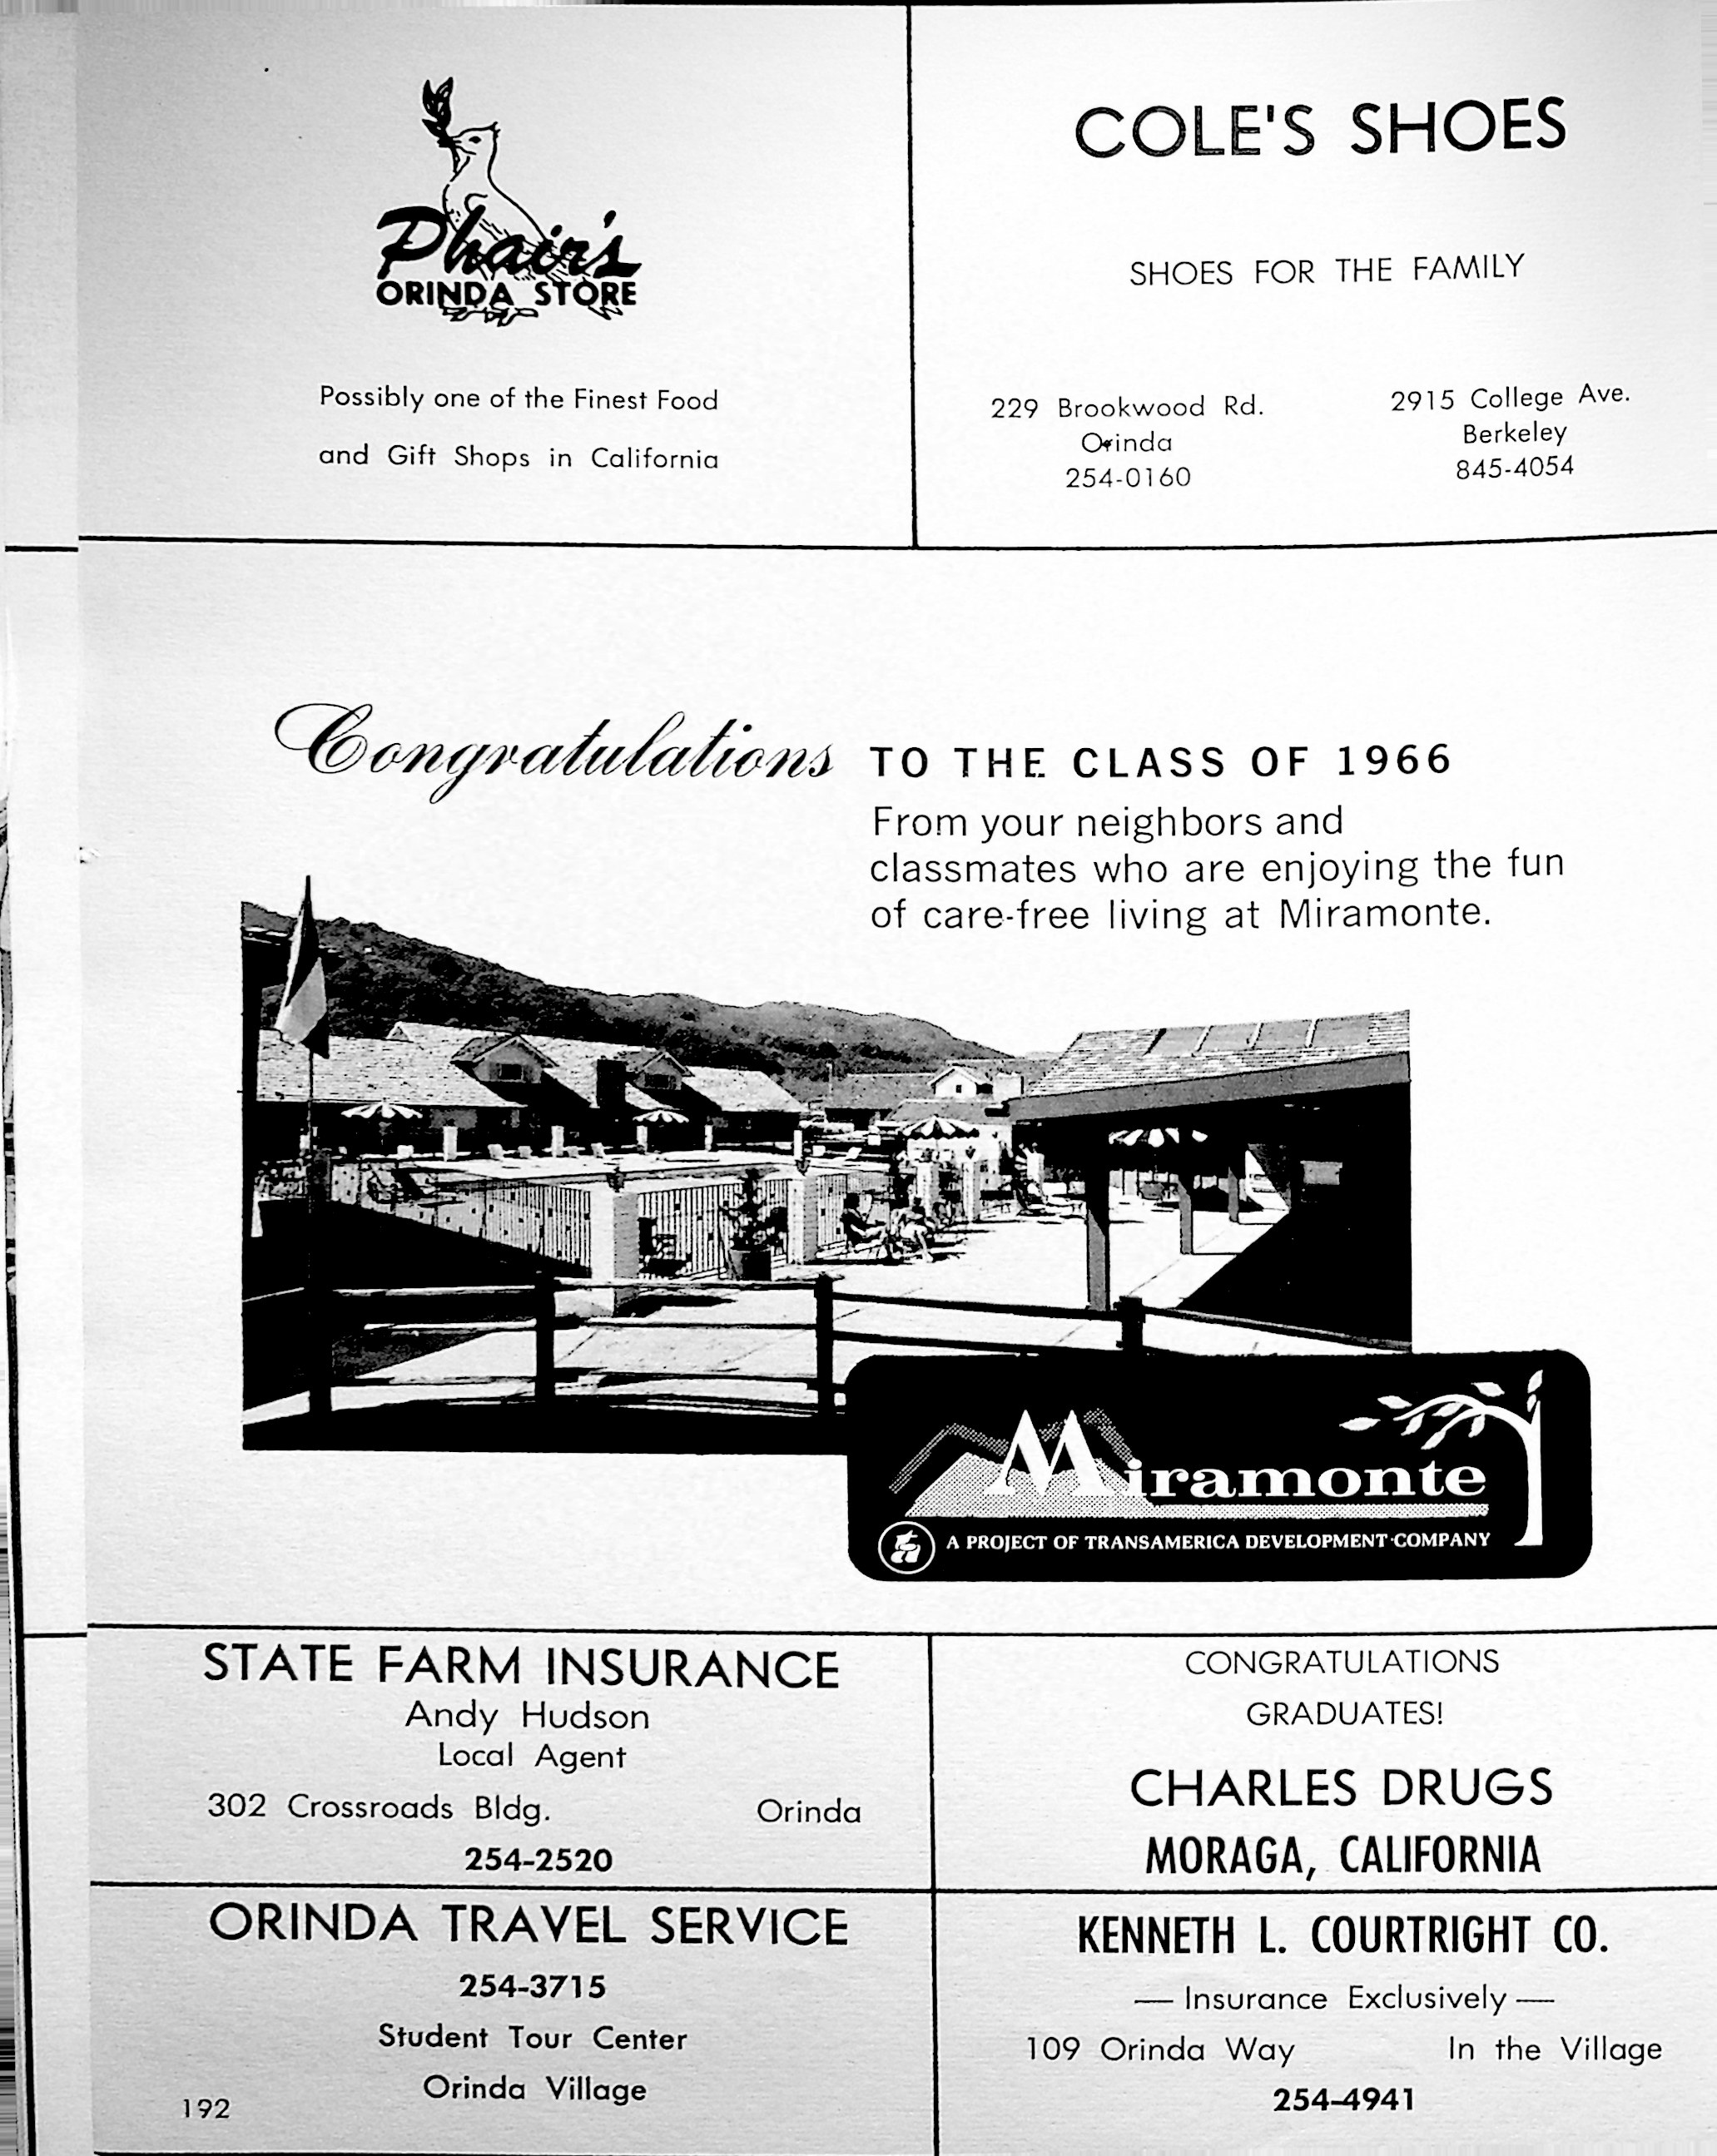 Phair's
ORINDA STORE
Possibly one of the Finest Food
and Gift Shops in California
COLE'S SHOES
SHOES FOR THE FAMILY
229 Brookwood Rd.
Orinda
254-0160
2915 College Ave.
Berkeley
845-4054
Congratulations TO THE CLASS OF 1966
From your neighbors and
classmates who are enjoying the fun
of care-free living at Miramonte.
Miramonte
ta A PROJECT OF TRANSAMERICA DEVELOPMENT COMPANY
STATE FARM INSURANCE
Andy Hudson
Local Agent
302 Crossroads Bldg. Orinda
254-2520
CONGRATULATIONS
GRADUATES!
CHARLES DRUGS
MORAGA, CALIFORNIA
ORINDA TRAVEL SERVICE
254-3715
Student Tour Center
Orinda Village
KENNETH L. COURTRIGHT CO.
— Insurance Exclusively —
109 Orinda Way In the Village
254-4941
192